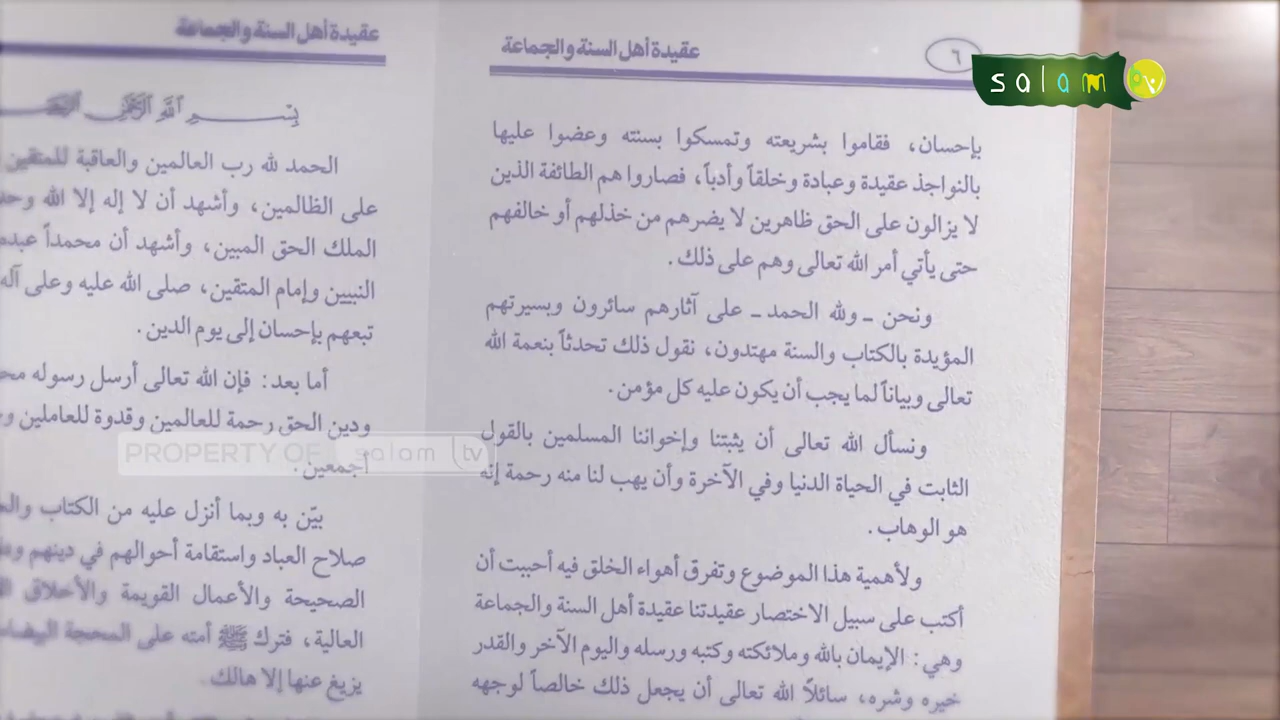 عقيدة أهل السنة والجماعة
٦
عقيدة أهل السنة والجماعة
salam tv
بإحسان، فقاموا بشريعته وتمسكوا بسنته وعضوا عليها
بالنواجذ عقيدة وعبادة وخلقاً وأدباً، فصاروا هم الطائفة الذين
لا يزالون على الحق ظاهرين لا يضرهم من خذلهم أو خالفهم
حتى يأتي أمر الله تعالى وهم على ذلك.
ونحن ـ ولله الحمد ـ على آثارهم سائرون وبسيرتهم
المؤيدة بالكتاب والسنة مهتدون، نقول ذلك تحدثاً بنعمة الله
تعالى وبياناً لما يجب أن يكون عليه كل مؤمن.
ونسأل الله تعالى أن يثبتنا وإخواننا المسلمين بالقول
الثابت في الحياة الدنيا وفي الآخرة وأن يهب لنا منه رحمة إنه
هو الوهاب.
ولأهمية هذا الموضوع وتفرق أهواء الخلق فيه أحببت أن
أكتب على سبيل الاختصار عقيدتنا عقيدة أهل السنة والجماعة
وهي: الإيمان بالله وملائكته وكتبه ورسله واليوم الآخر والقدر
خيره وشره، سائلاً الله تعالى أن يجعل ذلك خالصاً لوجهه
بسم الله الرحمن الرحيم
الحمد لله رب العالمين والعاقبة للمتقين
على الظالمين، وأشهد أن لا إله إلا الله
الملك الحق المبين، وأشهد أن محمداً
النبيين وإمام المتقين، صلى الله عليه وعلى آله
تبعهم بإحسان إلى يوم الدين.
أما بعد: فإن الله تعالى أرسل رسوله
ودين الحق رحمة للعالمين وقدوة للعاملين
أجمعين.
بيّن به وبما أنزل عليه من الكتاب
صلاح العباد واستقامة أحوالهم في دينهم
الصحيحة والأعمال القويمة والأخلاق
العالية، فترك ﷺ أمته على المحجة البيضاء
يزيغ عنها إلا هالك.
PROPERTY OF salam tv